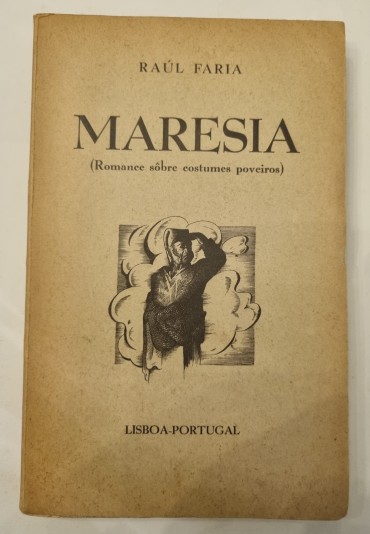 RAÚL FARIA
MARESIA
(Romance sôbre costumes poveiros)
LISBOA-PORTUGAL